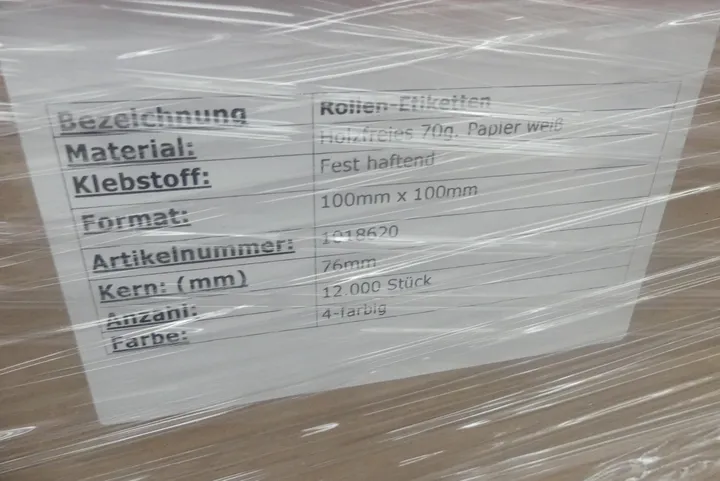 Bezeichnung Rollen-Etiketten
Material: Holzfreies 70g. Papier weiß
Klebstoff: Fest haftend
Format: 100mm x 100mm
Artikelnummer: 1018620
Kern: (mm) 76mm
Anzahl: 12.000 Stück
Farbe: 4-farbig